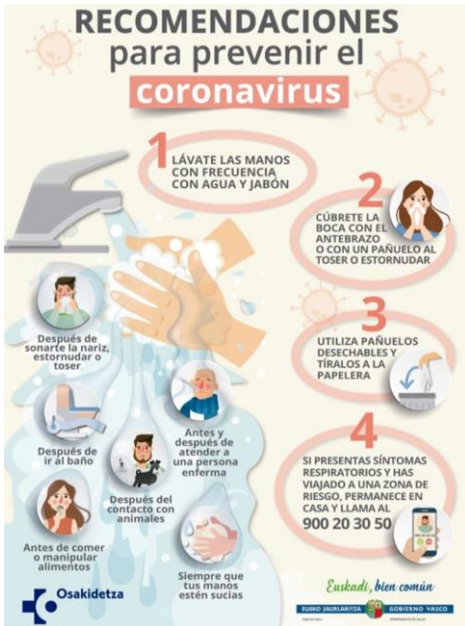 RECOMENDACIONES
para prevenir el
coronavirus
1
LÁVATE LAS MANOS
CON FRECUENCIA
CON AGUA Y JABÓN
2
CÚBRETE LA
BOCA CON EL
ANTEBRAZO
O CON UN PAÑUELO AL
TOSER O ESTORNUDAR
3
UTILIZA PAÑUELOS
DESECHABLES Y
TÍRALOS A LA
PAPELERA
4
SI PRESENTAS SÍNTOMAS
RESPIRATORIOS Y HAS
VIAJADO A UNA ZONA DE
RIESGO, PERMANECE EN
CASA Y LLAMA AL
900 20 30 50
Después de
sonarte la nariz,
estornudar o
toser
Después de
ir al baño
Antes y
después de
atender a
una persona
enferma
Después del
contacto con
animales
Antes de comer
o manipular
alimentos
Siempre que
tus manos
estén sucias
Osakidetza
Euskadi, bien común
EUSKO JAURLARITZA
GOBIERNO VASCO